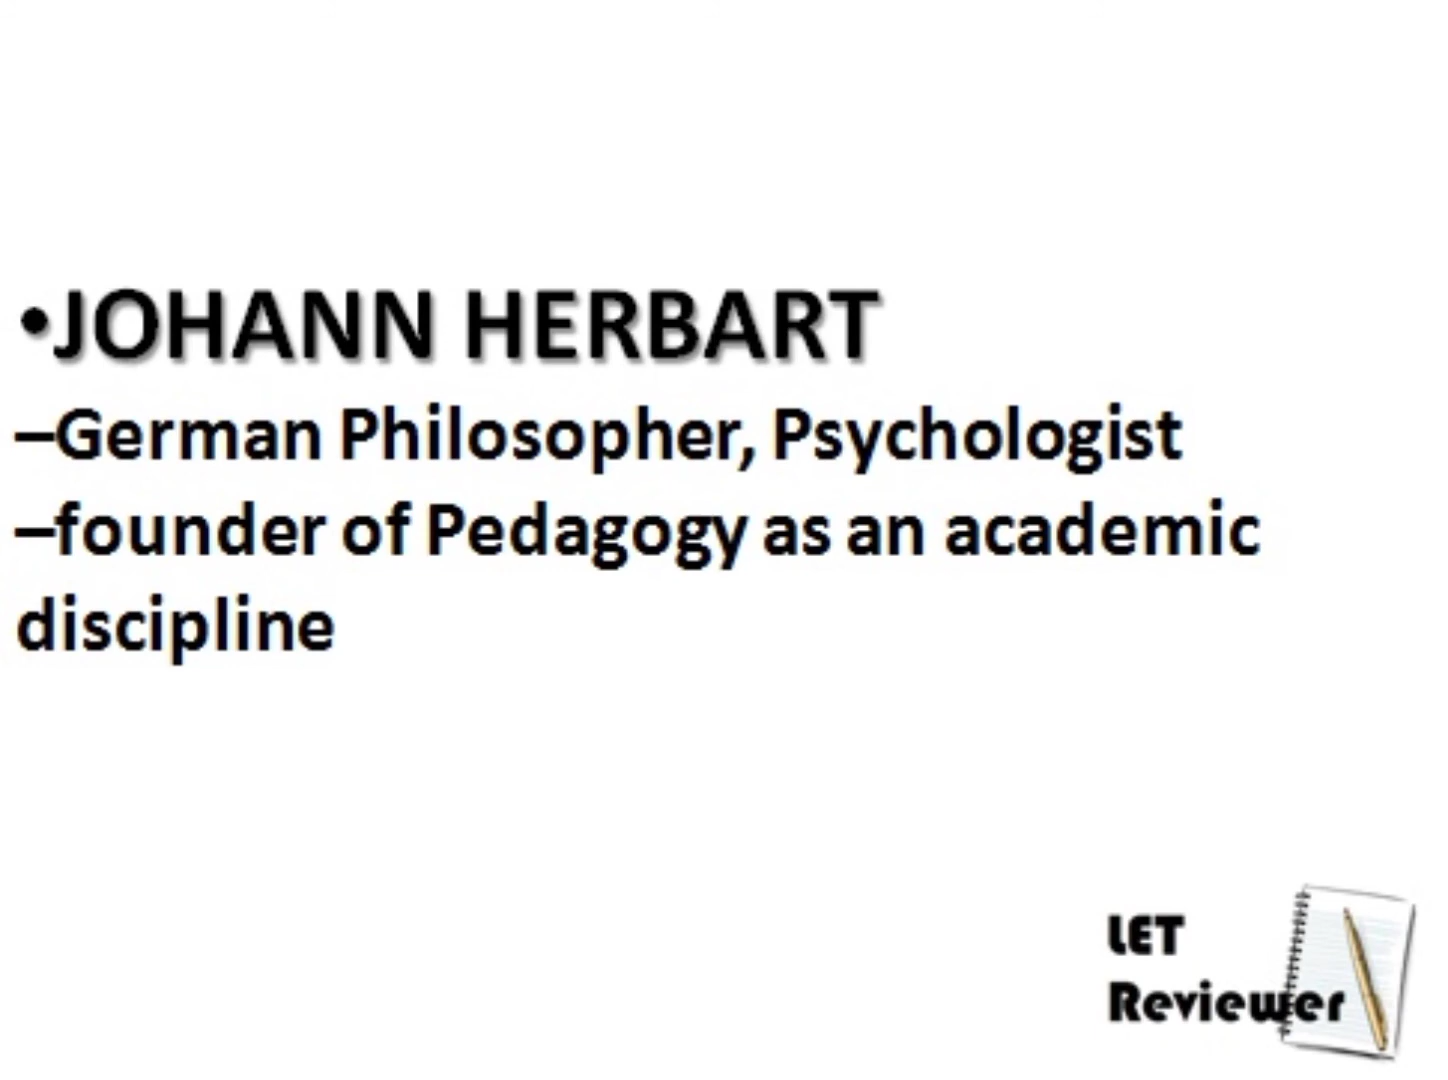 •JOHANN HERBART
–German Philosopher, Psychologist
–founder of Pedagogy as an academic
discipline
LET
Reviewer